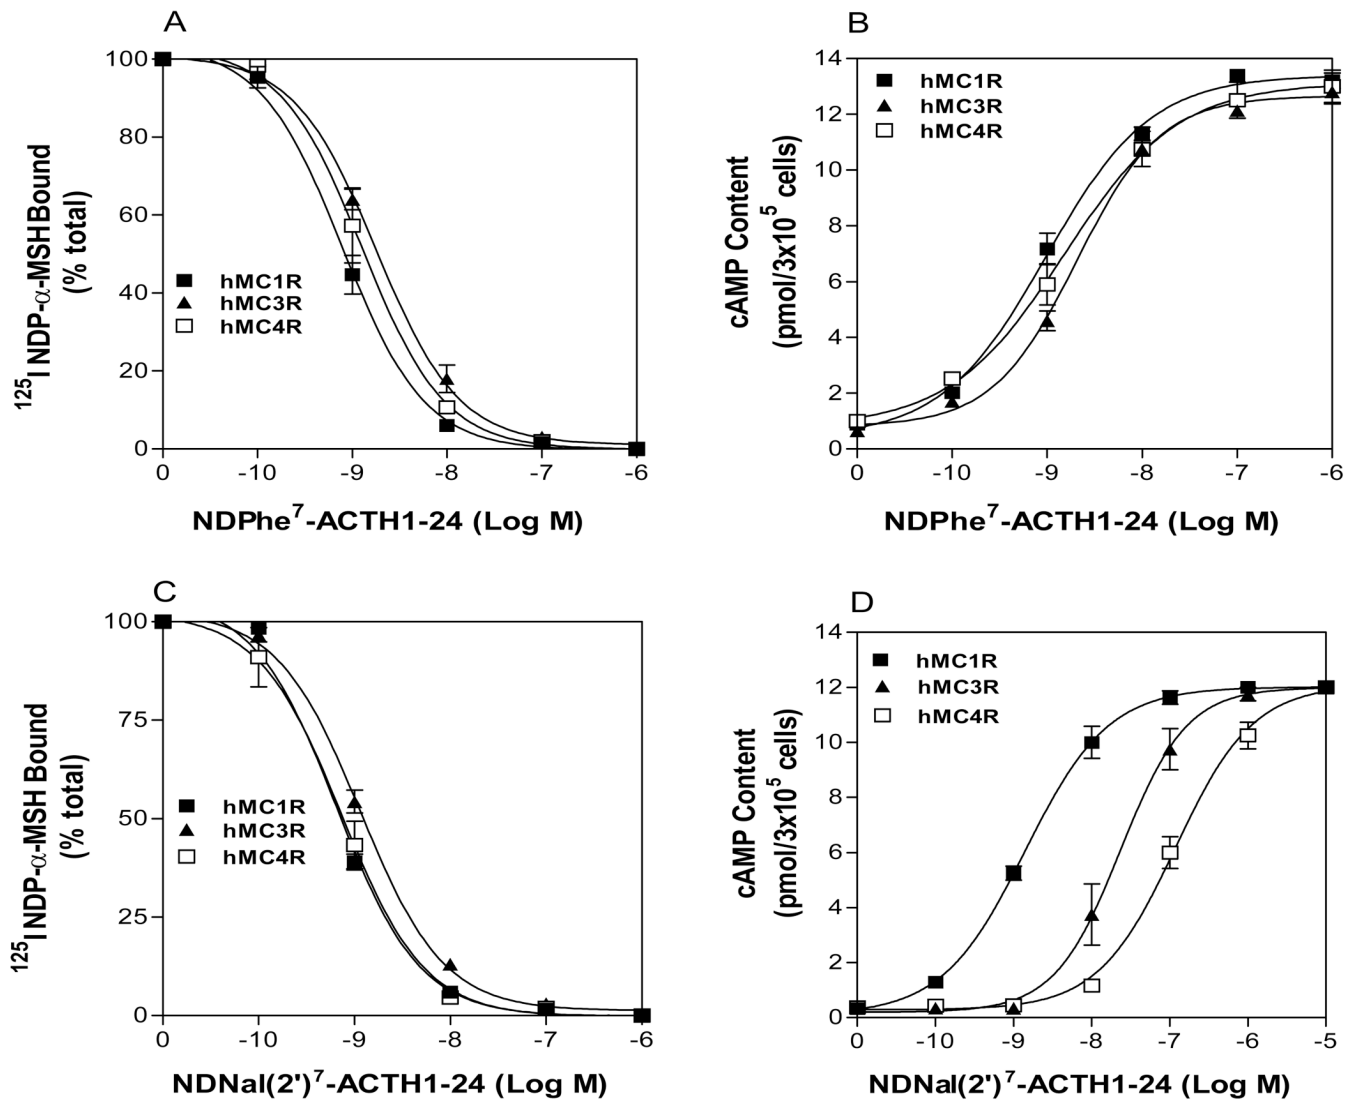 A
100
80
60
40
20
0
125I NDP-α-MSHBound
(% total)
hMC1R
hMC3R
hMC4R
0 -10 -9 -8 -7 -6
NDPhe7-ACTH1-24 (Log M)
B
14
12
10
8
6
4
2
0
cAMP Content
(pmol/3x105 cells)
hMC1R
hMC3R
hMC4R
0 -10 -9 -8 -7 -6
NDPhe7-ACTH1-24 (Log M)
C
100
75
50
25
0
125I NDP-α-MSH Bound
(% total)
hMC1R
hMC3R
hMC4R
0 -10 -9 -8 -7 -6
NDNal(2')7-ACTH1-24 (Log M)
D
14
12
10
8
6
4
2
0
cAMP Content
(pmol/3x105 cells)
hMC1R
hMC3R
hMC4R
0 -10 -9 -8 -7 -6 -5
NDNal(2')7-ACTH1-24 (Log M)